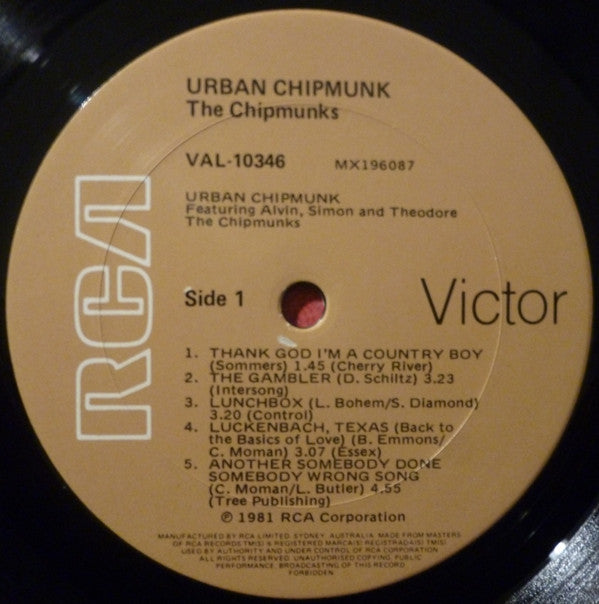 URBAN CHIPMUNK
The Chipmunks
VAL-10346 MX196087
URBAN CHIPMUNK
Featuring Alvin, Simon and Theodore
The Chipmunks
RCA
Side 1
Victor
1. THANK GOD I'M A COUNTRY BOY
(Sommers) 1.45 (Cherry River)
2. THE GAMBLER (D. Schiltz) 3.23
(Intersong)
3. LUNCHBOX (L. Bohem/S. Diamond)
3.20 (Control)
4. LUCKENBACH, TEXAS (Back to
the Basics of Love) (B. Emmons/
C. Moman) 3.07 (Essex)
5. ANOTHER SOMEBODY DONE
SOMEBODY WRONG SONG
(C. Moman/L. Butler) 4.55
(Tree Publishing)
℗ 1981 RCA Corporation
MANUFACTURED BY RCA LIMITED, SYDNEY, AUSTRALIA. MADE FROM MASTERS
OF RCA RECORDS TM(S) & REGISTERED MARCA(S) REGISTRADA(S) TM(S)
USED BY AUTHORITY AND UNDER CONTROL OF RCA CORPORATION
ALL RIGHTS RESERVED. UNAUTHORISED COPYING, PUBLIC
PERFORMANCE, BROADCASTING OF THIS RECORD
FORBIDDEN